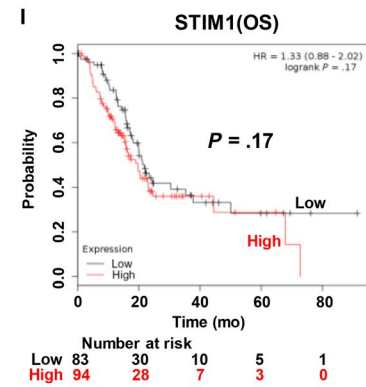 I
STIM1(OS)
HR = 1.33 (0.88 - 2.02)
logrank P = .17
P = .17
Probability
1.0
0.8
0.6
0.4
0.2
0.0
Low
High
Expression
Low
High
0 20 40 60 80
Time (mo)
Number at risk
Low 83 30 10 5 1
High 94 28 7 3 0